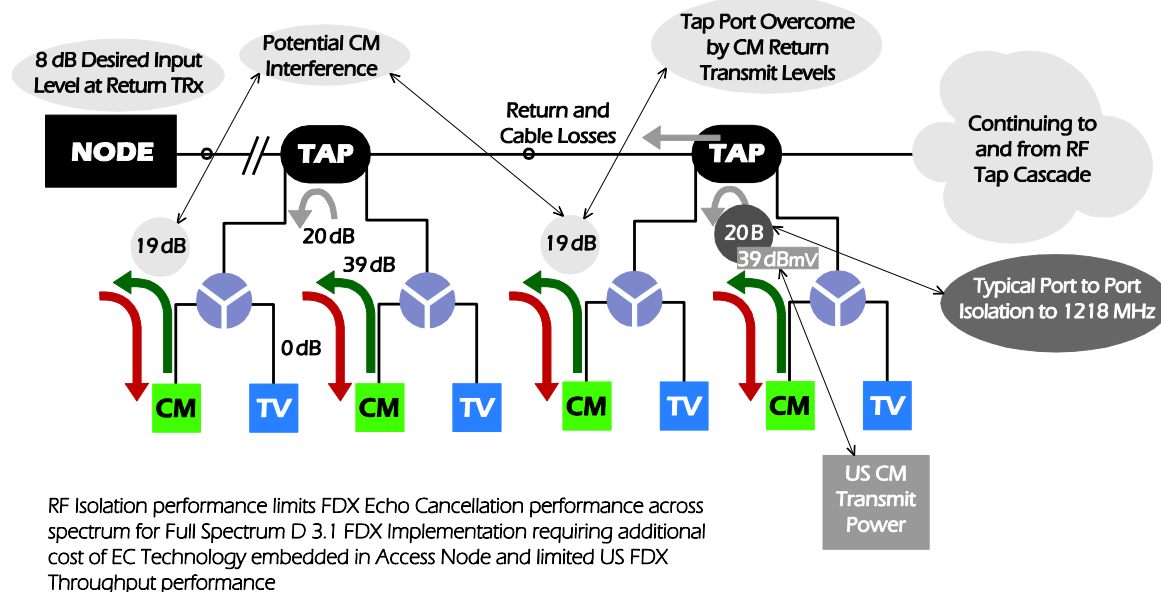 8 dB Desired Input
Level at Return TRx
Potential CM
Interference
Tap Port Overcome
by CM Return
Transmit Levels
Return and
Cable Losses
NODE
TAP
TAP
Continuing to
and from RF
Tap Cascade
19 dB
20 dB
39 dB
19 dB
20 B
39 dBmV
Typical Port to Port
Isolation to 1218 MHz
0 dB
CM
TV
CM
TV
CM
TV
CM
TV
US CM
Transmit
Power
RF Isolation performance limits FDX Echo Cancellation performance across
spectrum for Full Spectrum D 3.1 FDX Implementation requiring additional
cost of EC Technology embedded in Access Node and limited US FDX
Throughput performance